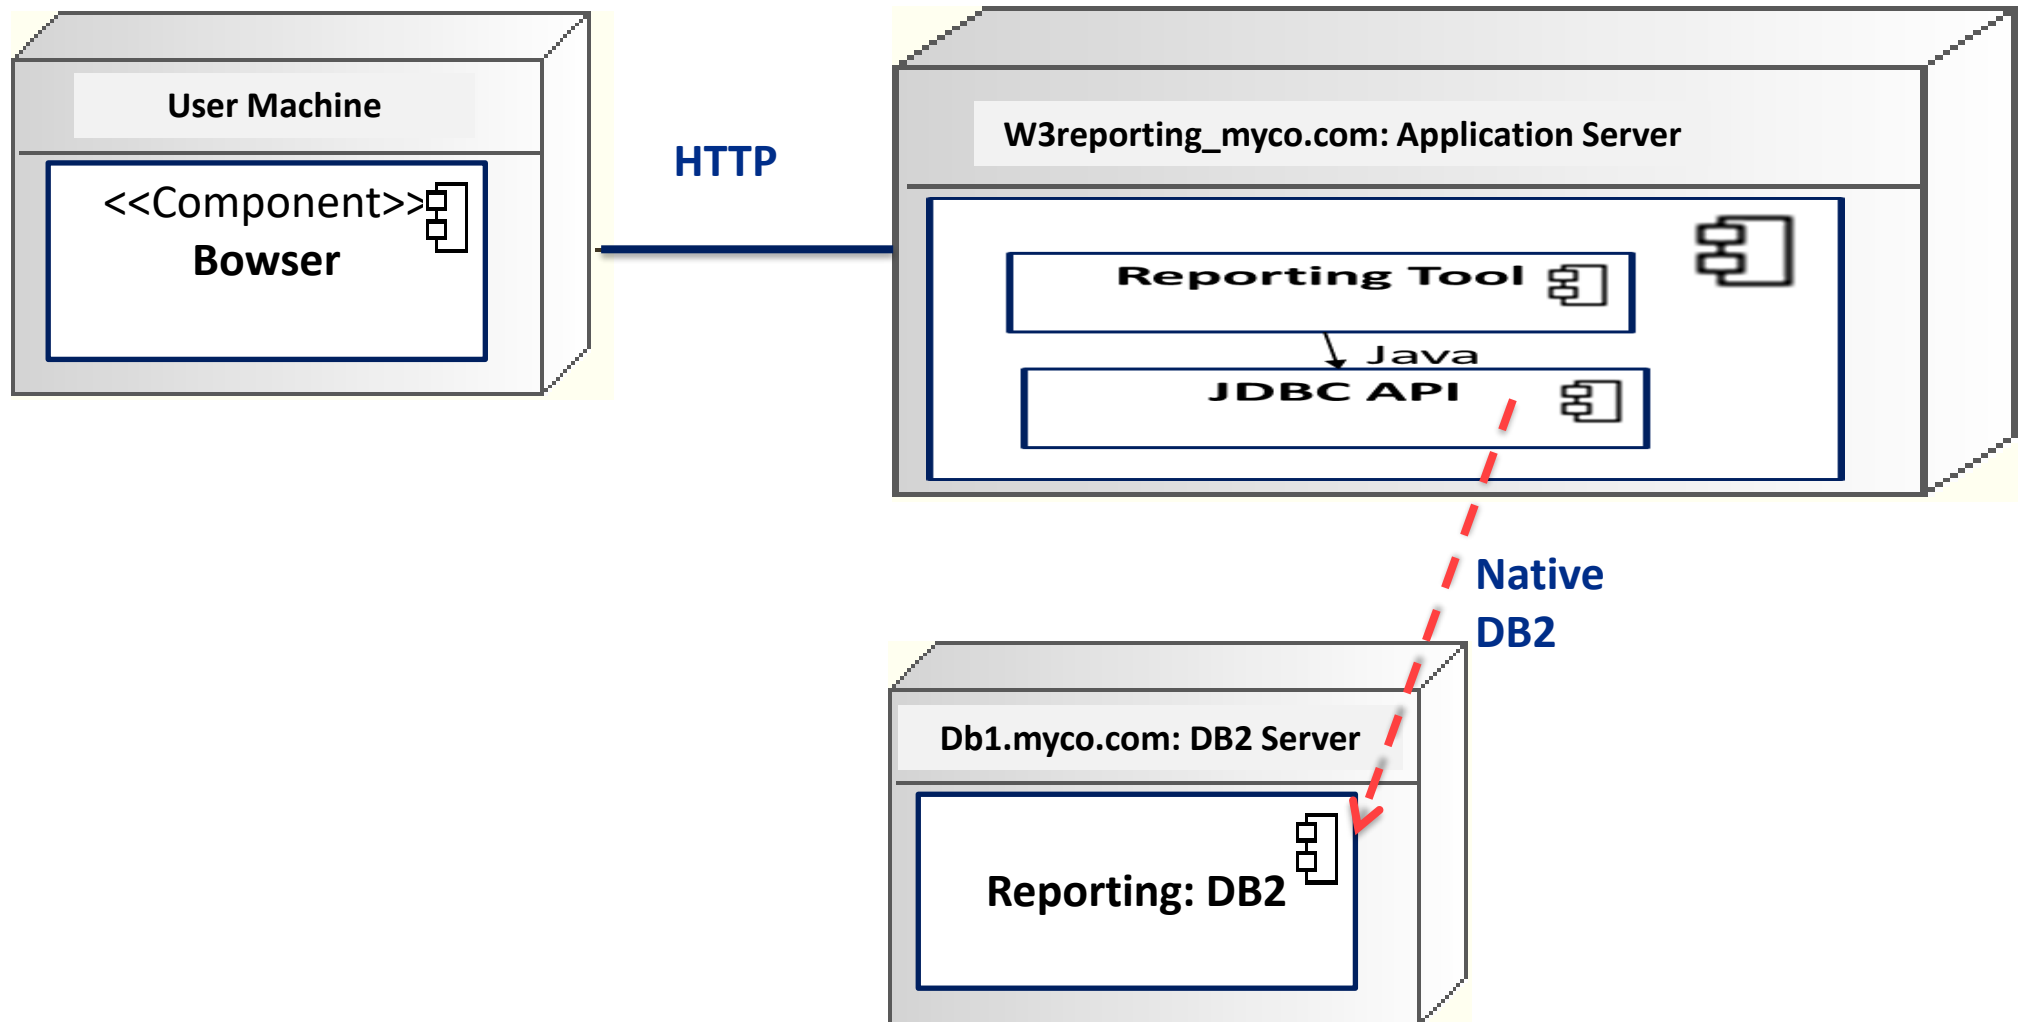 User Machine
<<Component>>
Bowser
HTTP
W3reporting_myco.com: Application Server
Reporting Tool
Java
JDBC API
Native
DB2
Db1.myco.com: DB2 Server
Reporting: DB2